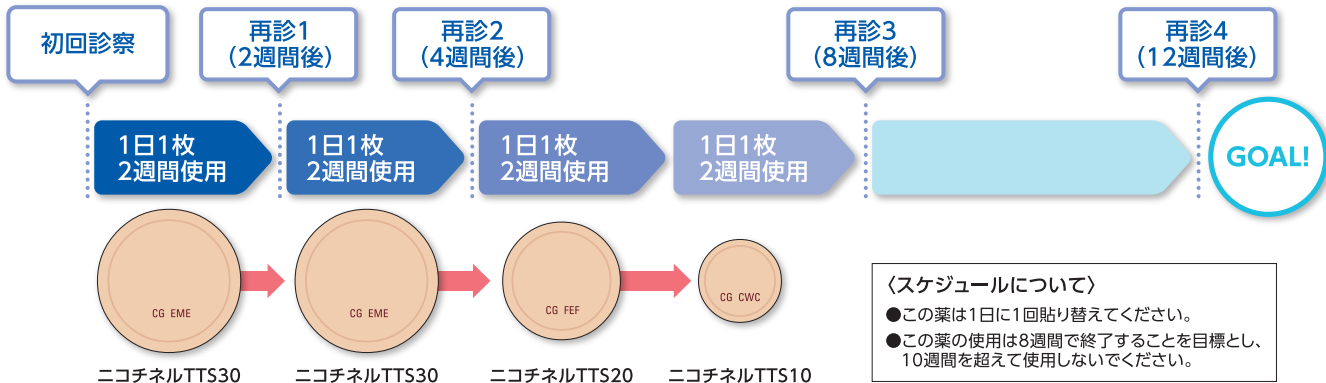 初回診察
再診1
(2週間後)
再診2
(4週間後)
再診3
(8週間後)
再診4
(12週間後)
1日1枚
2週間使用
1日1枚
2週間使用
1日1枚
2週間使用
1日1枚
2週間使用
GOAL!
CG EME
CG EME
CG FEF
CG CWC
ニコチネルTTS30
ニコチネルTTS30
ニコチネルTTS20
ニコチネルTTS10
〈スケジュールについて〉
●この薬は1日に1回貼り替えてください。
●この薬の使用は8週間で終了することを目標とし、
10週間を超えて使用しないでください。